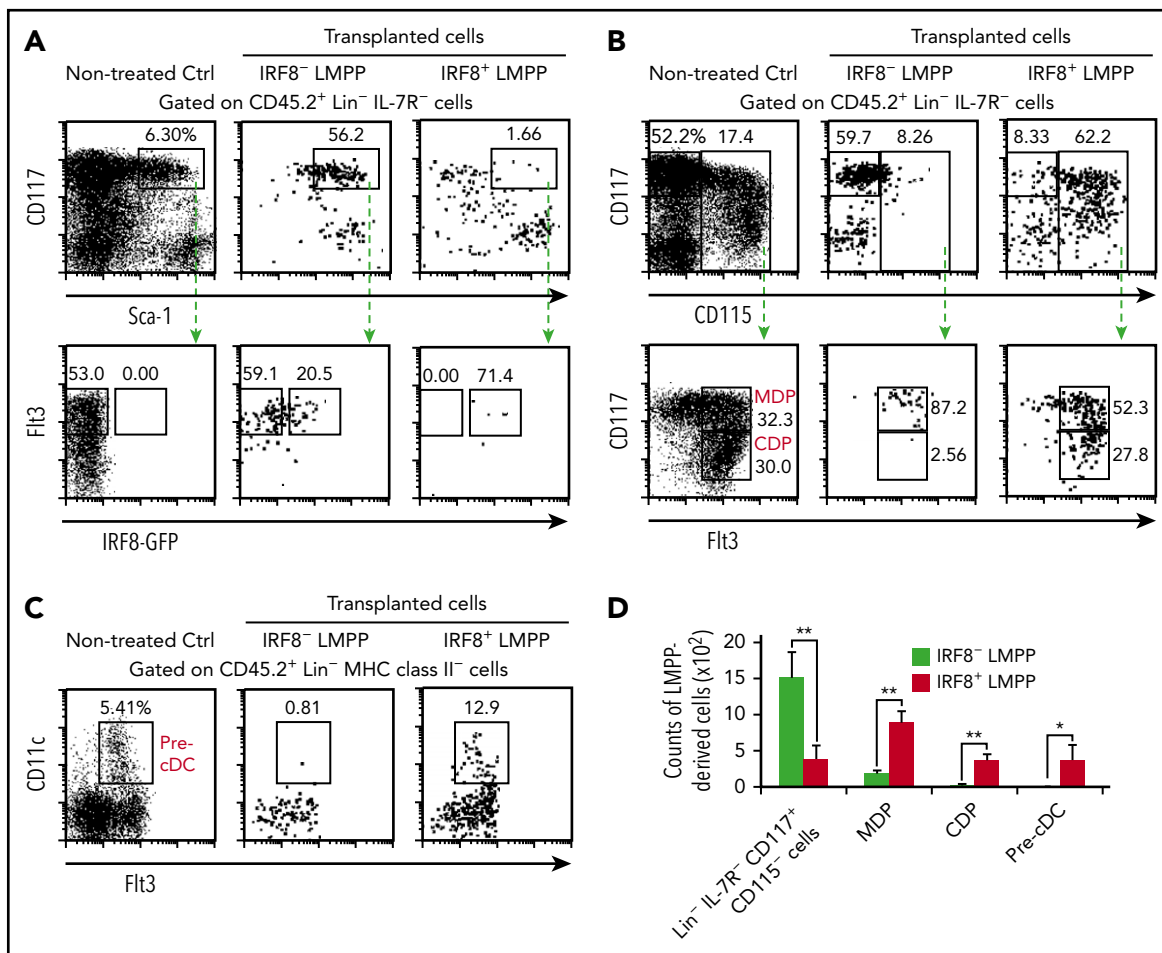 A
Transplanted cells
Non-treated Ctrl IRF8⁻ LMPP IRF8⁺ LMPP
Gated on CD45.2⁺ Lin⁻ IL-7R⁻ cells
6.30% 56.2 1.66
CD117
Sca-1
53.0 0.00 59.1 20.5 0.00 71.4
Flt3
IRF8-GFP
B
Transplanted cells
Non-treated Ctrl IRF8⁻ LMPP IRF8⁺ LMPP
Gated on CD45.2⁺ Lin⁻ IL-7R⁻ cells
52.2% 17.4 59.7 8.26 8.33 62.2
CD117
CD115
CD117
MDP
32.3
CDP
30.0
87.2
2.56
52.3
27.8
Flt3
C
Transplanted cells
Non-treated Ctrl IRF8⁻ LMPP IRF8⁺ LMPP
Gated on CD45.2⁺ Lin⁻ MHC class II⁻ cells
5.41% 0.81 12.9
CD11c
Pre-
cDC
Flt3
D
Counts of LMPP-
derived cells (x10²)
20
15
10
5
0
** ** ** *
IRF8⁻ LMPP
IRF8⁺ LMPP
Lin⁻ IL-7R⁻ CD117⁺
CD115⁻ cells
MDP
CDP
Pre-cDC